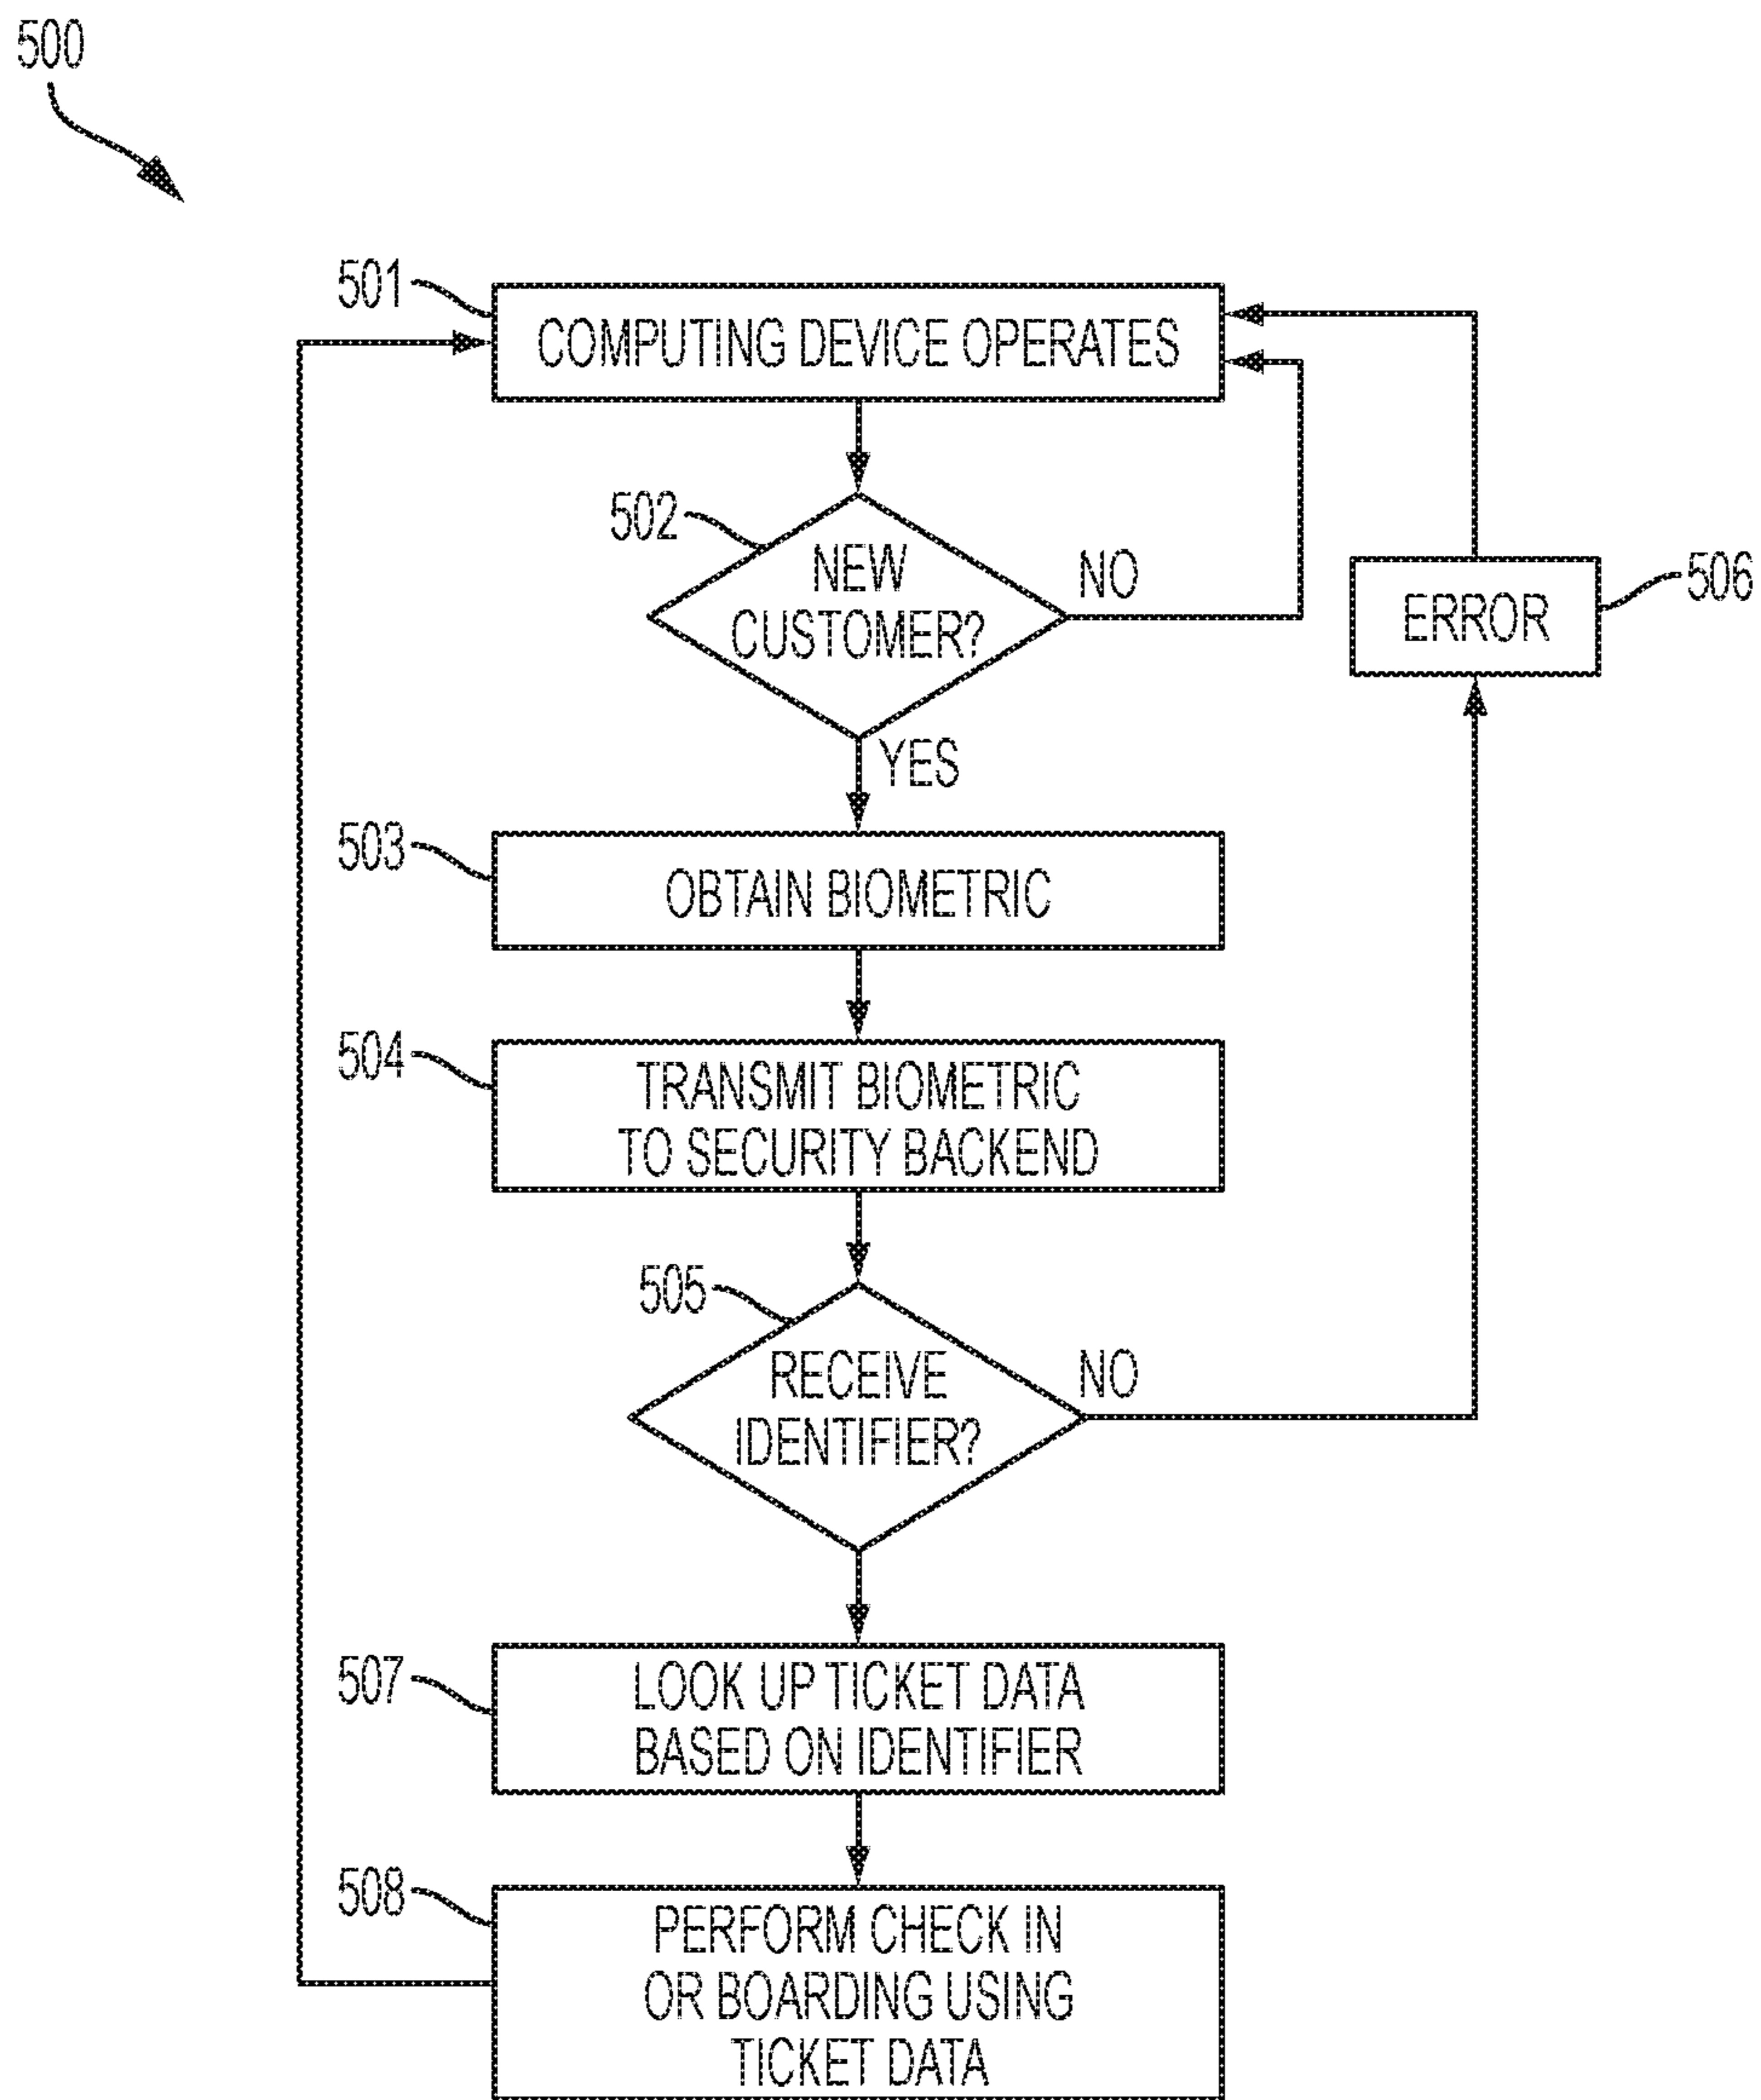 500
501
COMPUTING DEVICE OPERATES
502
NEW
CUSTOMER?
NO
506
ERROR
YES
503
OBTAIN BIOMETRIC
504
TRANSMIT BIOMETRIC
TO SECURITY BACKEND
505
RECEIVE
IDENTIFIER?
NO
507
LOOK UP TICKET DATA
BASED ON IDENTIFIER
508
PERFORM CHECK IN
OR BOARDING USING
TICKET DATA